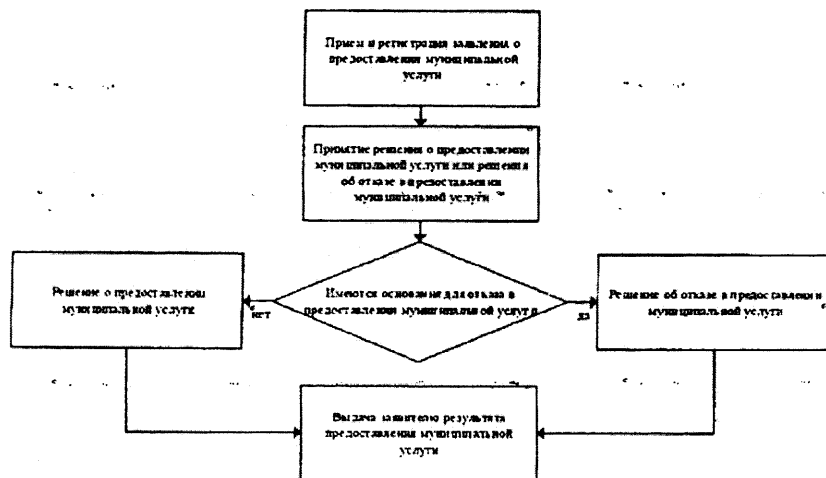 Прием и регистрация заявления о
предоставлении муниципальной
услуги
Принятие решения о предоставлении
муниципальной услуги или решения
об отказе в предоставлении
муниципальной услуги
Имеются основания для отказа в
предоставлении муниципальной услуги
Решение о предоставлении
муниципальной услуги
нет
да
Решение об отказе в предоставлении
муниципальной услуги
Выдача заявителю результата
предоставления муниципальной
услуги